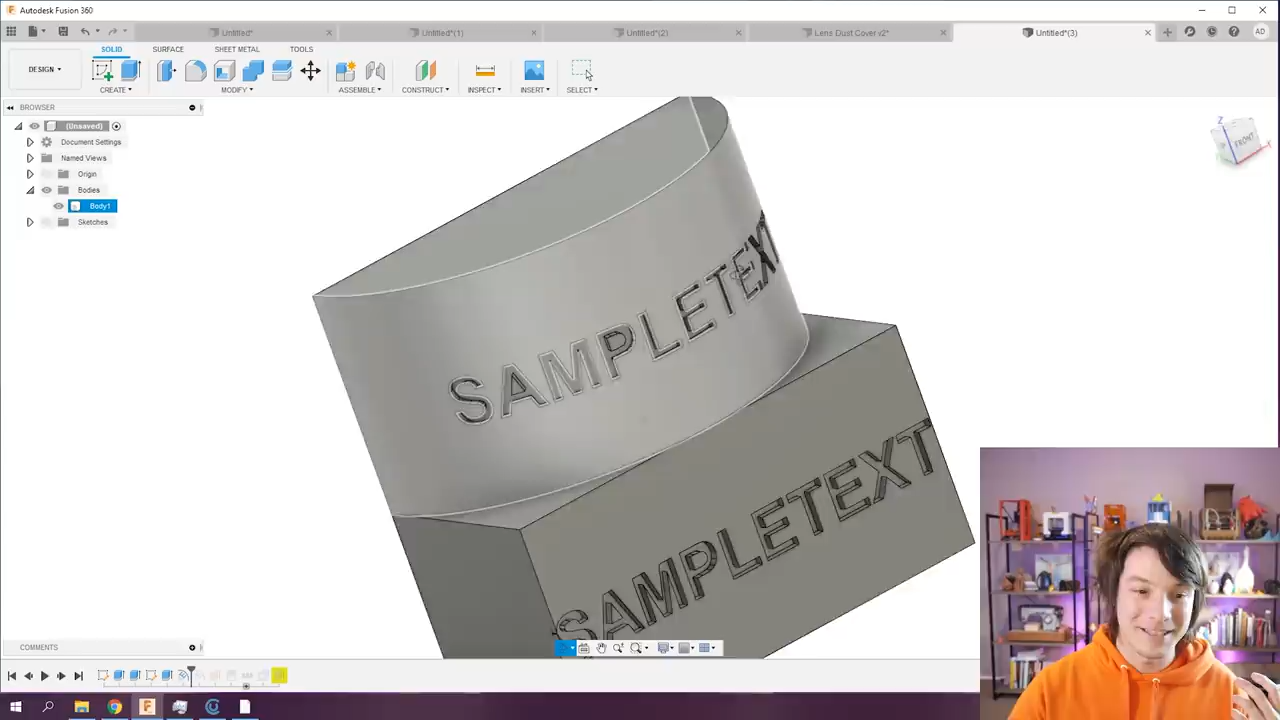 Autodesk Fusion 360
Untitled*
Untitled*(1)
Untitled*(2)
Lens Dust Cover v2*
Untitled*(3)
AD
DESIGN
SOLID
SURFACE
SHEET METAL
TOOLS
CREATE
MODIFY
ASSEMBLE
CONSTRUCT
INSPECT
INSERT
SELECT
BROWSER
(Unsaved)
Document Settings
Named Views
Origin
Bodies
Body1
Sketches
Z
FRONT
X
SAMPLETEXT
SAMPLETEXT
COMMENTS